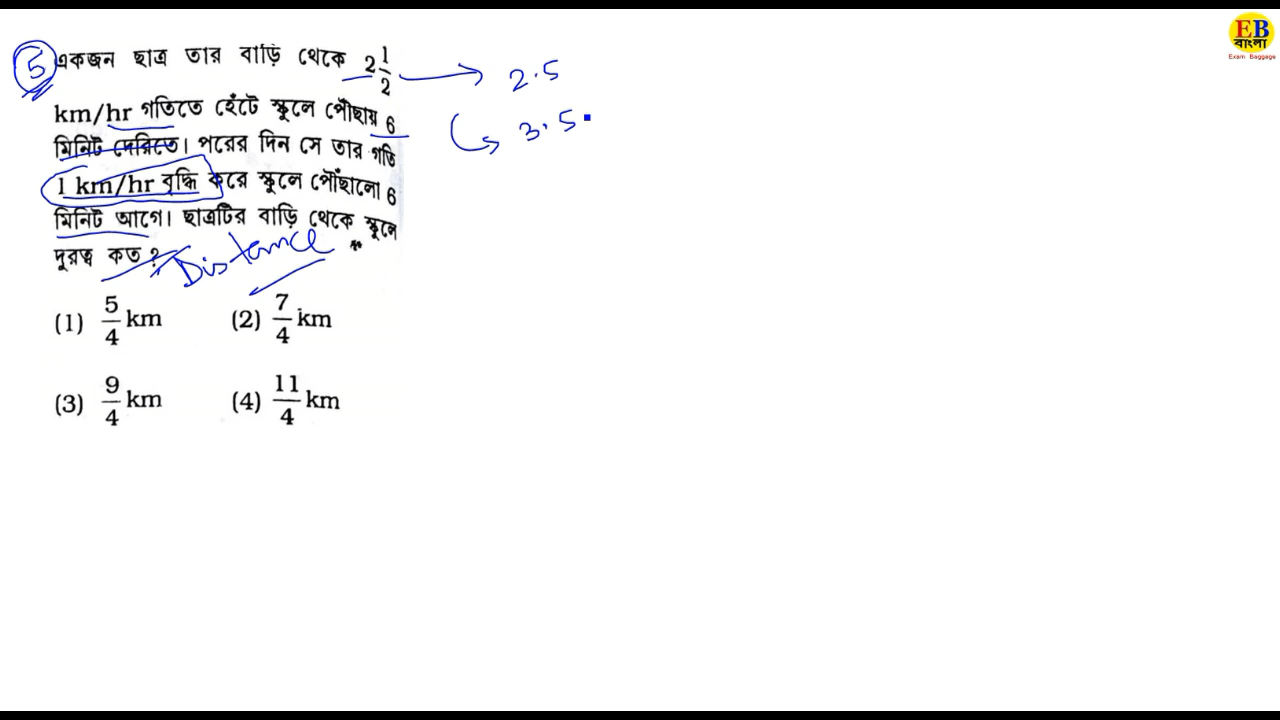 EB
বাংলা
Exam Baggage
5 একজন ছাত্র তার বাড়ি থেকে 2 1/2 → 2.5
km/hr গতিতে হেঁটে স্কুলে পৌঁছায় 6
→ 3.5
মিনিট দেরিতে। পরের দিন সে তার গতি
1 km/hr বৃদ্ধি করে স্কুলে পৌঁছালো 6
মিনিট আগে। ছাত্রটির বাড়ি থেকে স্কুলে
দূরত্ব কত ?
Distance
(1) 5/4 km (2) 7/4 km
(3) 9/4 km (4) 11/4 km